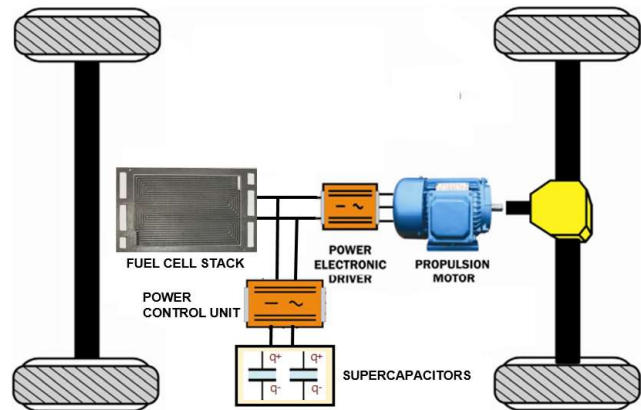 FUEL CELL STACK
POWER
ELECTRONIC
DRIVER
PROPULSION
MOTOR
POWER
CONTROL UNIT
q+ q+
q- q-
SUPERCAPACITORS